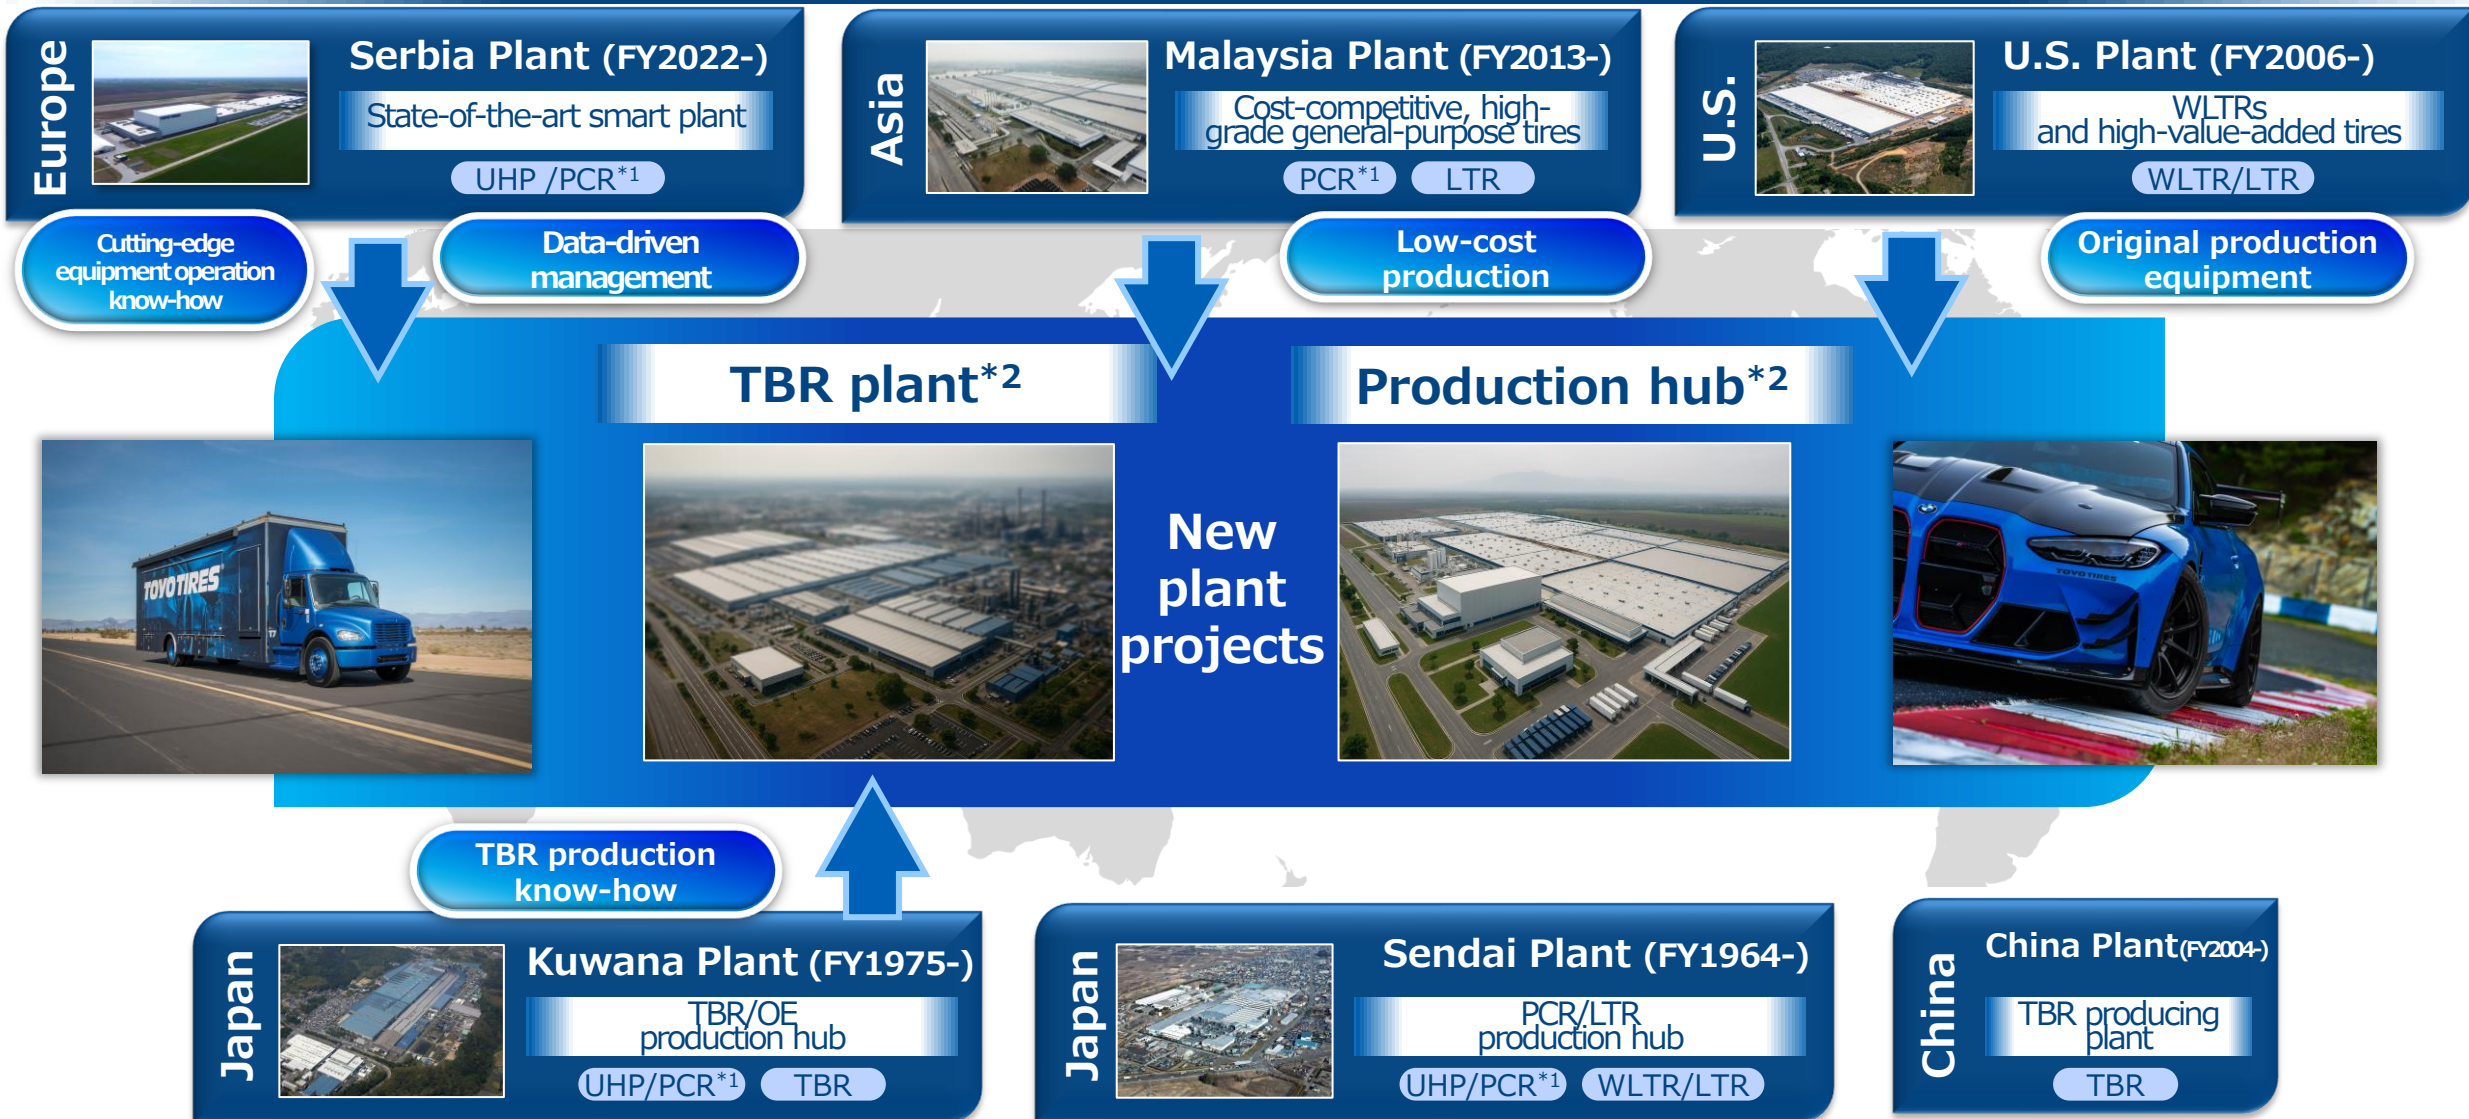 Europe
Serbia Plant (FY2022-)
State-of-the-art smart plant
UHP /PCR*1
Asia
Malaysia Plant (FY2013-)
Cost-competitive, high-
grade general-purpose tires
PCR*1
LTR
U.S.
U.S. Plant (FY2006-)
WLTRs
and high-value-added tires
WLTR/LTR
Cutting-edge
equipment operation
know-how
Data-driven
management
Low-cost
production
Original production
equipment
TBR plant*2
Production hub*2
New
plant
projects
TOYO TIRES
17
TOYO TIRES
TBR production
know-how
Japan
Kuwana Plant (FY1975-)
TBR/OE
production hub
UHP/PCR*1
TBR
Japan
Sendai Plant (FY1964-)
PCR/LTR
production hub
UHP/PCR*1
WLTR/LTR
China
China Plant(FY2004-)
TBR producing
plant
TBR